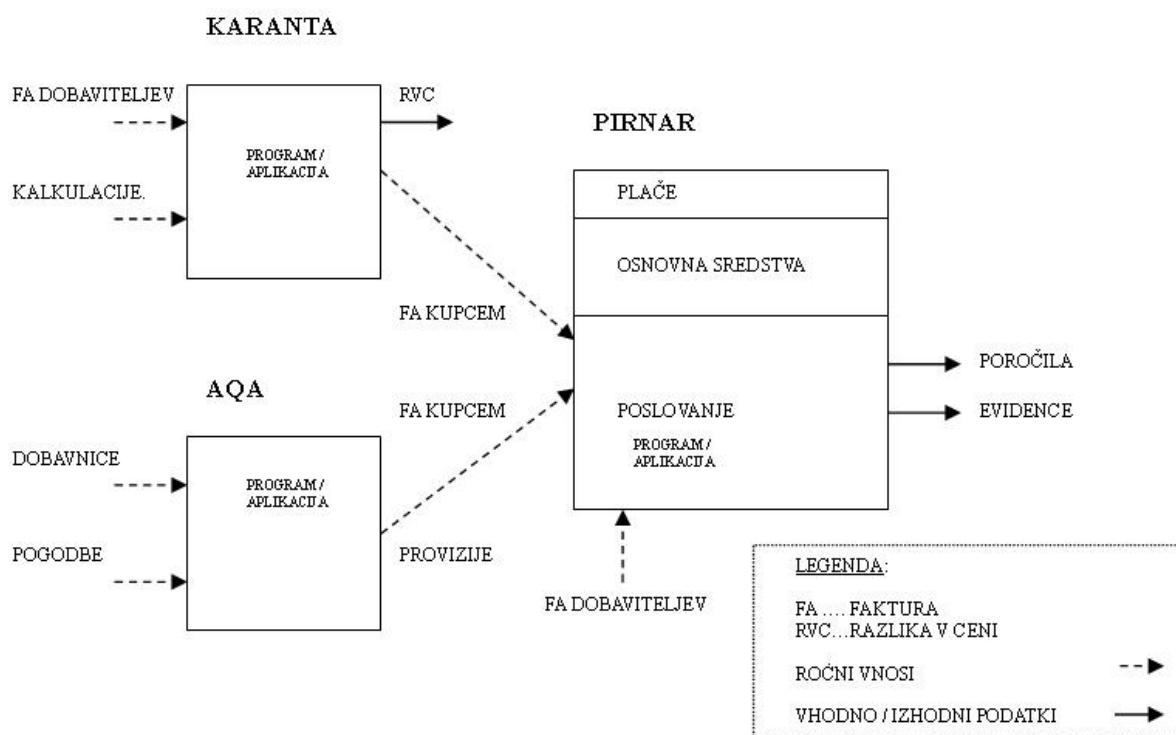 KARANTA
FA DOBAVITELJEV
RVC
PROGRAM /
APLIKACIJA
KALKULACIJE.
FA KUPCEM
PIRNAR
PLAČE
OSNOVNA SREDSTVA
POSLOVANJE
PROGRAM /
APLIKACIJA
POROČILA
EVIDENCE
FA DOBAVITELJEV
AQA
FA KUPCEM
DOBAVNICE
PROGRAM /
APLIKACIJA
POGODBE
PROVIZIJE
LEGENDA:
FA .... FAKTURA
RVC...RAZLIKA V CENI
ROČNI VNOSI
VHODNO / IZHODNI PODATKI